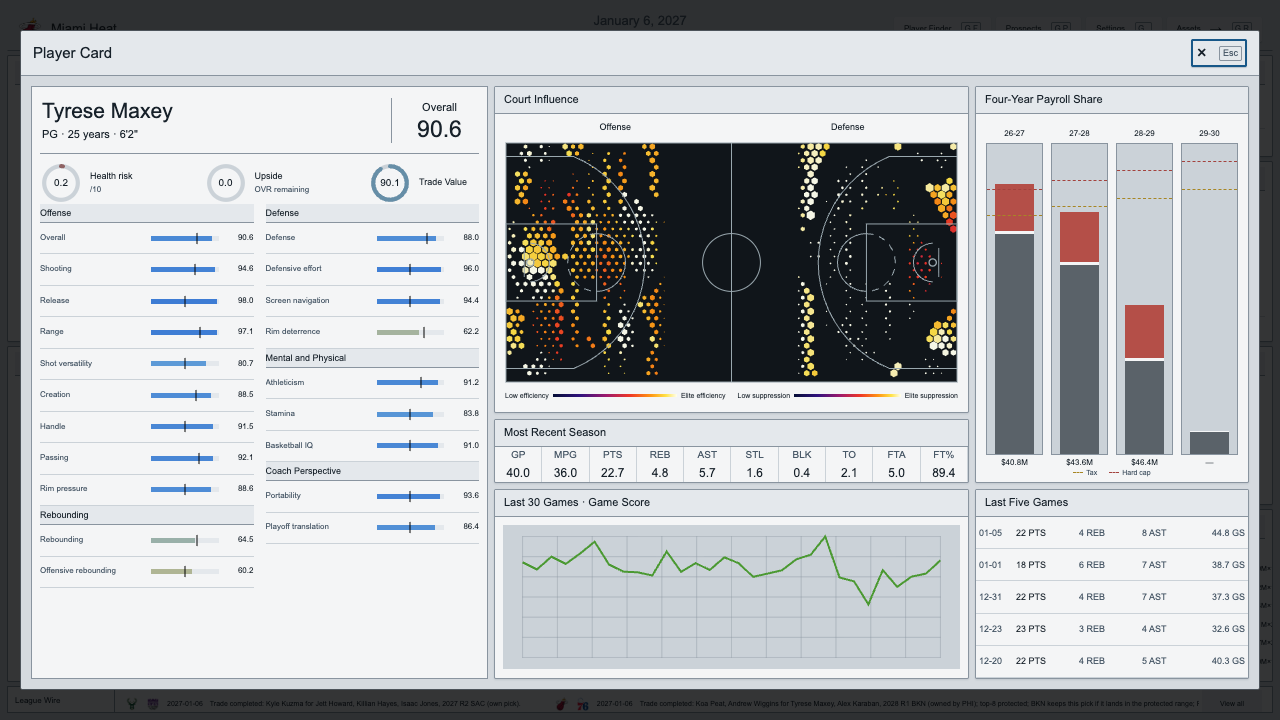 January 6, 2027
Miami Heat
Player Card
× Esc
Tyrese Maxey
PG · 25 years · 6'2"
Overall
90.6
0.2 Health risk /10
0.0 Upside OVR remaining
90.1 Trade Value
Offense
Overall 90.6
Shooting 94.6
Release 98.0
Range 97.1
Shot versatility 80.7
Creation 88.5
Handle 91.5
Passing 92.1
Rim pressure 88.6
Rebounding
Rebounding 64.5
Offensive rebounding 60.2
Defense
Defense 88.0
Defensive effort 96.0
Screen navigation 94.4
Rim deterrence 62.2
Mental and Physical
Athleticism 91.2
Stamina 83.8
Basketball IQ 91.0
Coach Perspective
Portability 93.6
Playoff translation 86.4
Court Influence
Offense Defense
Low efficiency Elite efficiency Low suppression Elite suppression
Most Recent Season
GP MPG PTS REB AST STL BLK TO FTA FT%
40.0 36.0 22.7 4.8 5.7 1.6 0.4 2.1 5.0 89.4
Last 30 Games · Game Score
Four-Year Payroll Share
26-27 27-28 28-29 29-30
$40.8M $43.6M $46.4M —
Tax Hard cap
Last Five Games
01-05 22 PTS 4 REB 8 AST 44.8 GS
01-01 18 PTS 6 REB 7 AST 38.7 GS
12-31 22 PTS 4 REB 7 AST 37.3 GS
12-23 23 PTS 3 REB 4 AST 32.6 GS
12-20 22 PTS 4 REB 5 AST 40.3 GS
League Wire
2027-01-06 Trade completed: Kyle Kuzma for Jett Howard, Killian Hayes, Isaac Jones, 2027 R2 SAC (own pick)
2027-01-06 Trade completed: Koa Peat, Andrew Wiggins for Tyrese Maxey, Alex Karaban, 2028 R1 BKN (owned by PHI); top-8 protected; BKN keeps this pick if it lands in the protected range;
View all